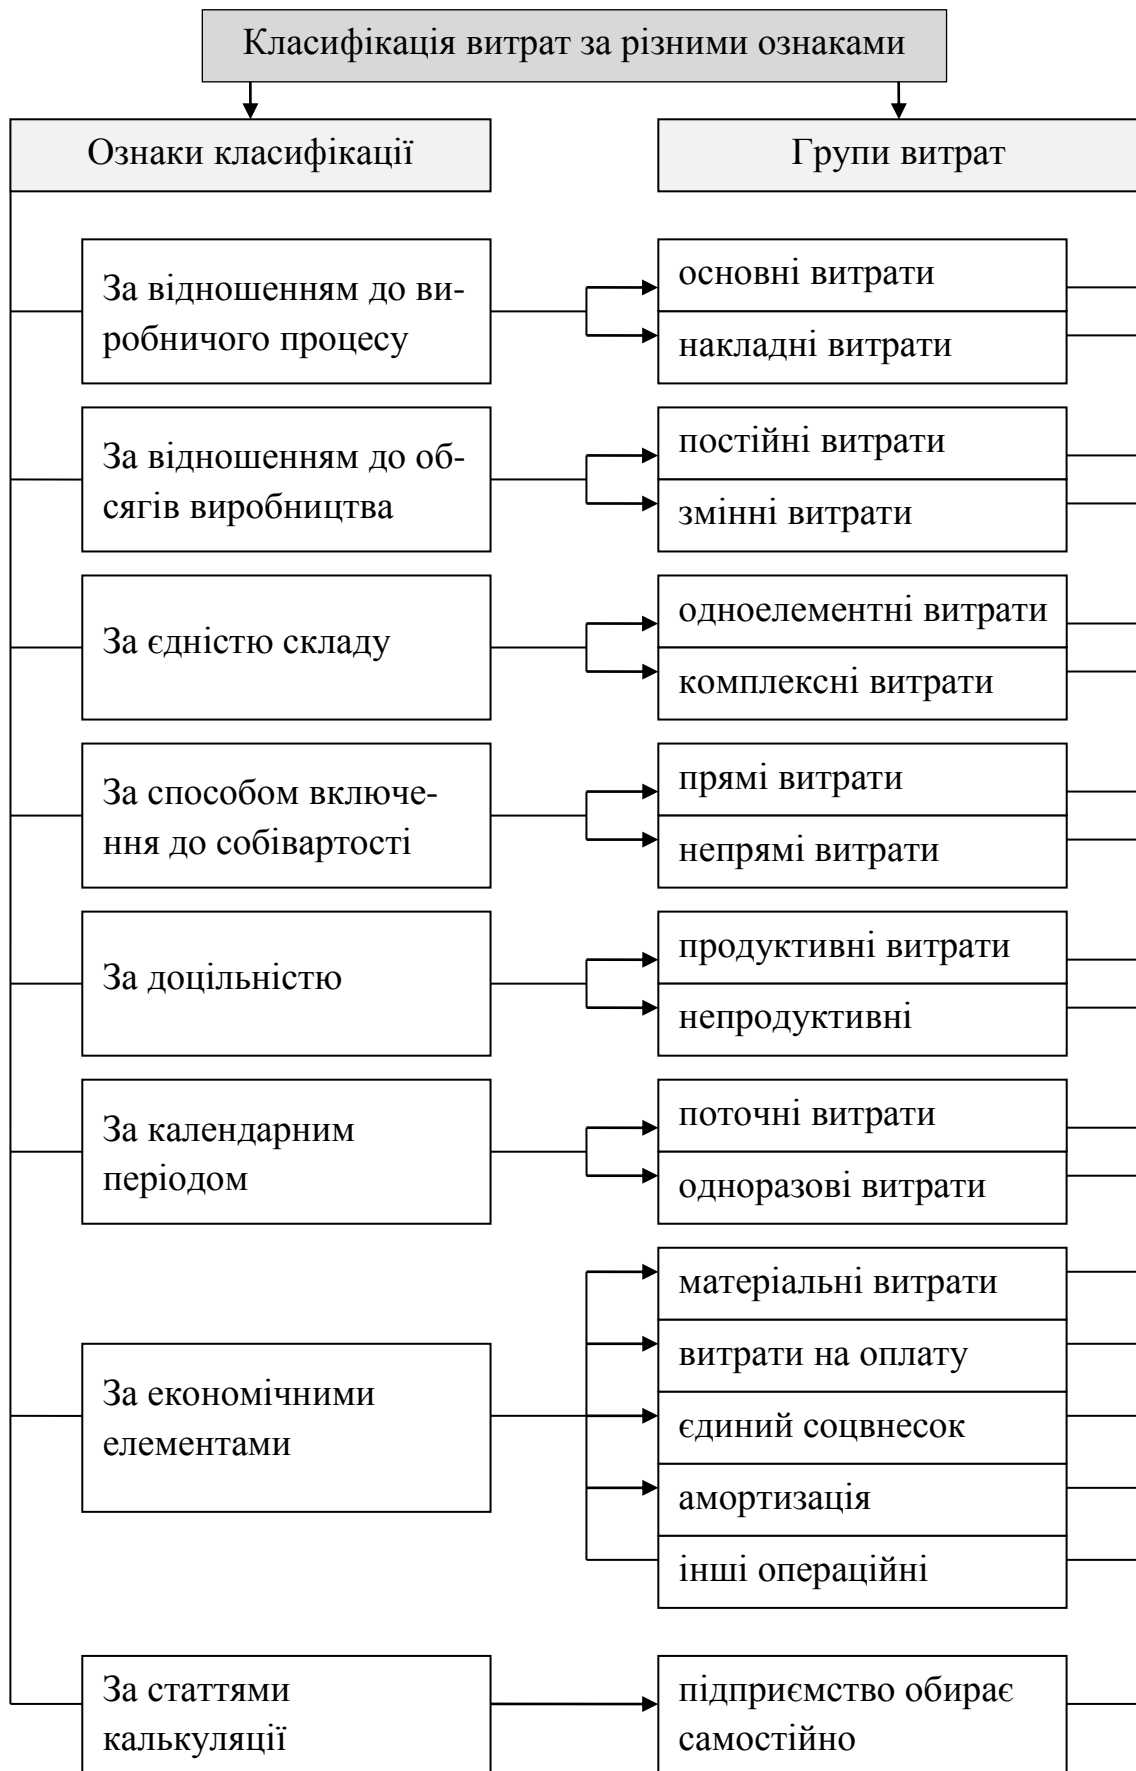 Класифікація витрат за різними ознаками
Ознаки класифікації
Групи витрат
За відношенням до ви-
робничого процесу
основні витрати
накладні витрати
За відношенням до об-
сягів виробництва
постійні витрати
змінні витрати
За єдністю складу
одноелементні витрати
комплексні витрати
За способом включе-
ння до собівартості
прямі витрати
непрямі витрати
За доцільністю
продуктивні витрати
непродуктивні
За календарним
періодом
поточні витрати
одноразові витрати
За економічними
елементами
матеріальні витрати
витрати на оплату
єдиний соцвнесок
амортизація
інші операційні
За статтями
калькуляції
підприємство обирає
самостійно